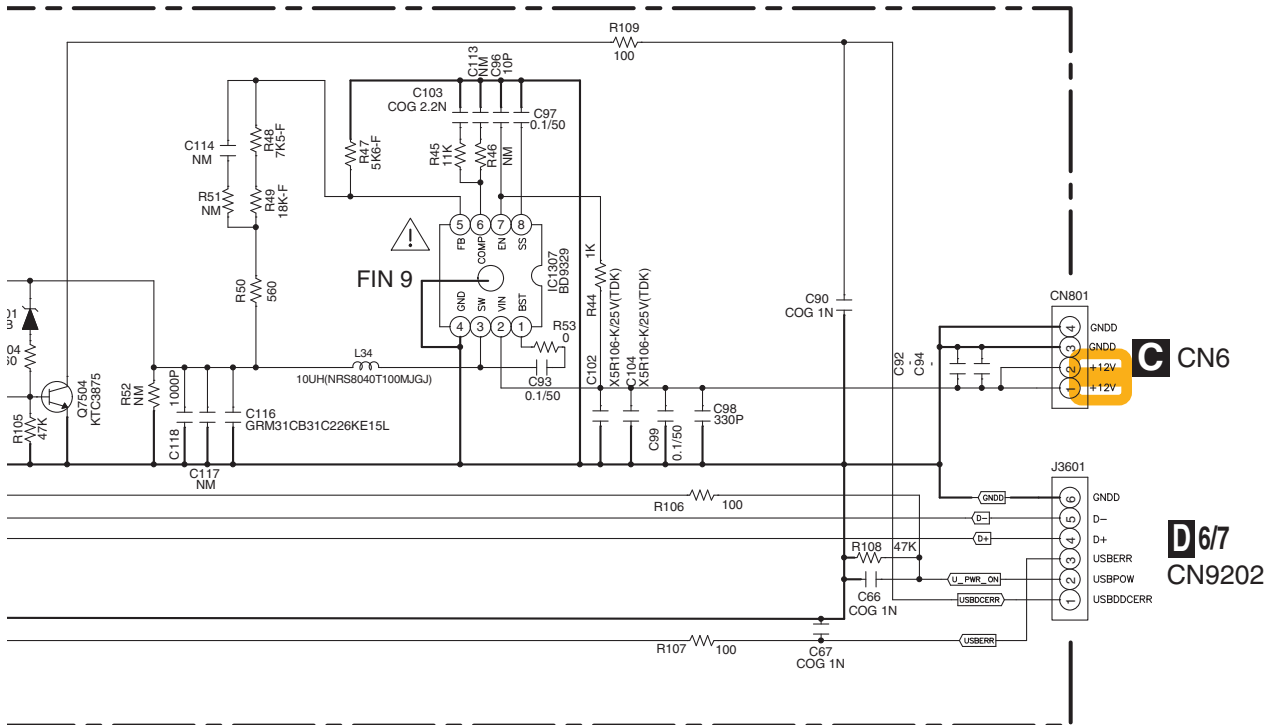 R109
100
C113
NM
C96
10P
C103
COG 2.2N
C97
0.1/50
R48
7K5-F
C114
NM
R47
5K6-F
R45
11K
R46
NM
R51
NM
R49
18K-F
5
6
7
8
FB
COMP
EN
SS
FIN 9
IC1307
BD9329
R44
1K
R50
560
GND
SW
VIN
BST
4
3
2
1
R53
0
C90
COG 1N
CN801
4
GNDD
3
GNDD
2
+12V
1
+12V
C CN6
C92
-
C94
-
01
B
04
60
L34
10UH(NRS8040T100MJGJ)
C93
0.1/50
C102
X5R106-K/25V(TDK)
C104
X5R106-K/25V(TDK)
Q7504
KTC3875
R105
47K
R52
NM
1000P
C118
C116
GRM31CB31C226KE15L
C117
NM
C99
0.1/50
C98
330P
J3601
R106
100
GNDD
6
GNDD
D-
5
D-
D+
4
D+
D 6/7
CN9202
R108
47K
3
USBERR
C66
COG 1N
U_PWR_ON
2
USBPOW
USBDCERR
1
USBDDCERR
R107
100
C67
COG 1N
USBERR